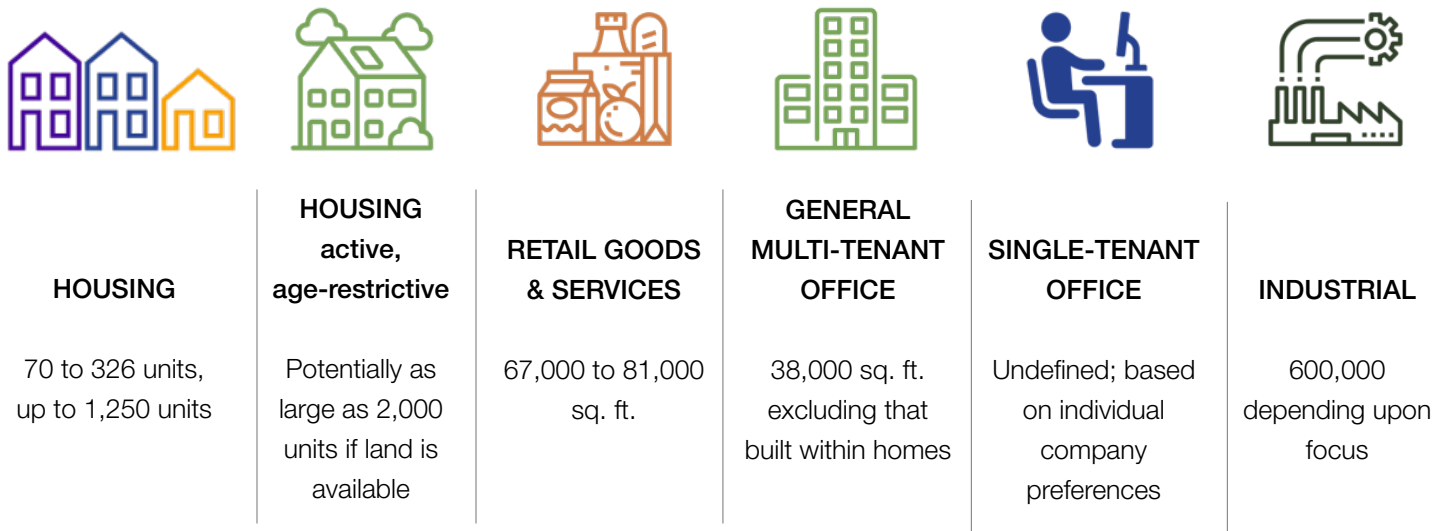 HOUSING
70 to 326 units,
up to 1,250 units
HOUSING
active,
age-restrictive
Potentially as
large as 2,000
units if land is
available
RETAIL GOODS
& SERVICES
67,000 to 81,000
sq. ft.
GENERAL
MULTI-TENANT
OFFICE
38,000 sq. ft.
excluding that
built within homes
SINGLE-TENANT
OFFICE
Undefined; based
on individual
company
preferences
INDUSTRIAL
600,000
depending upon
focus